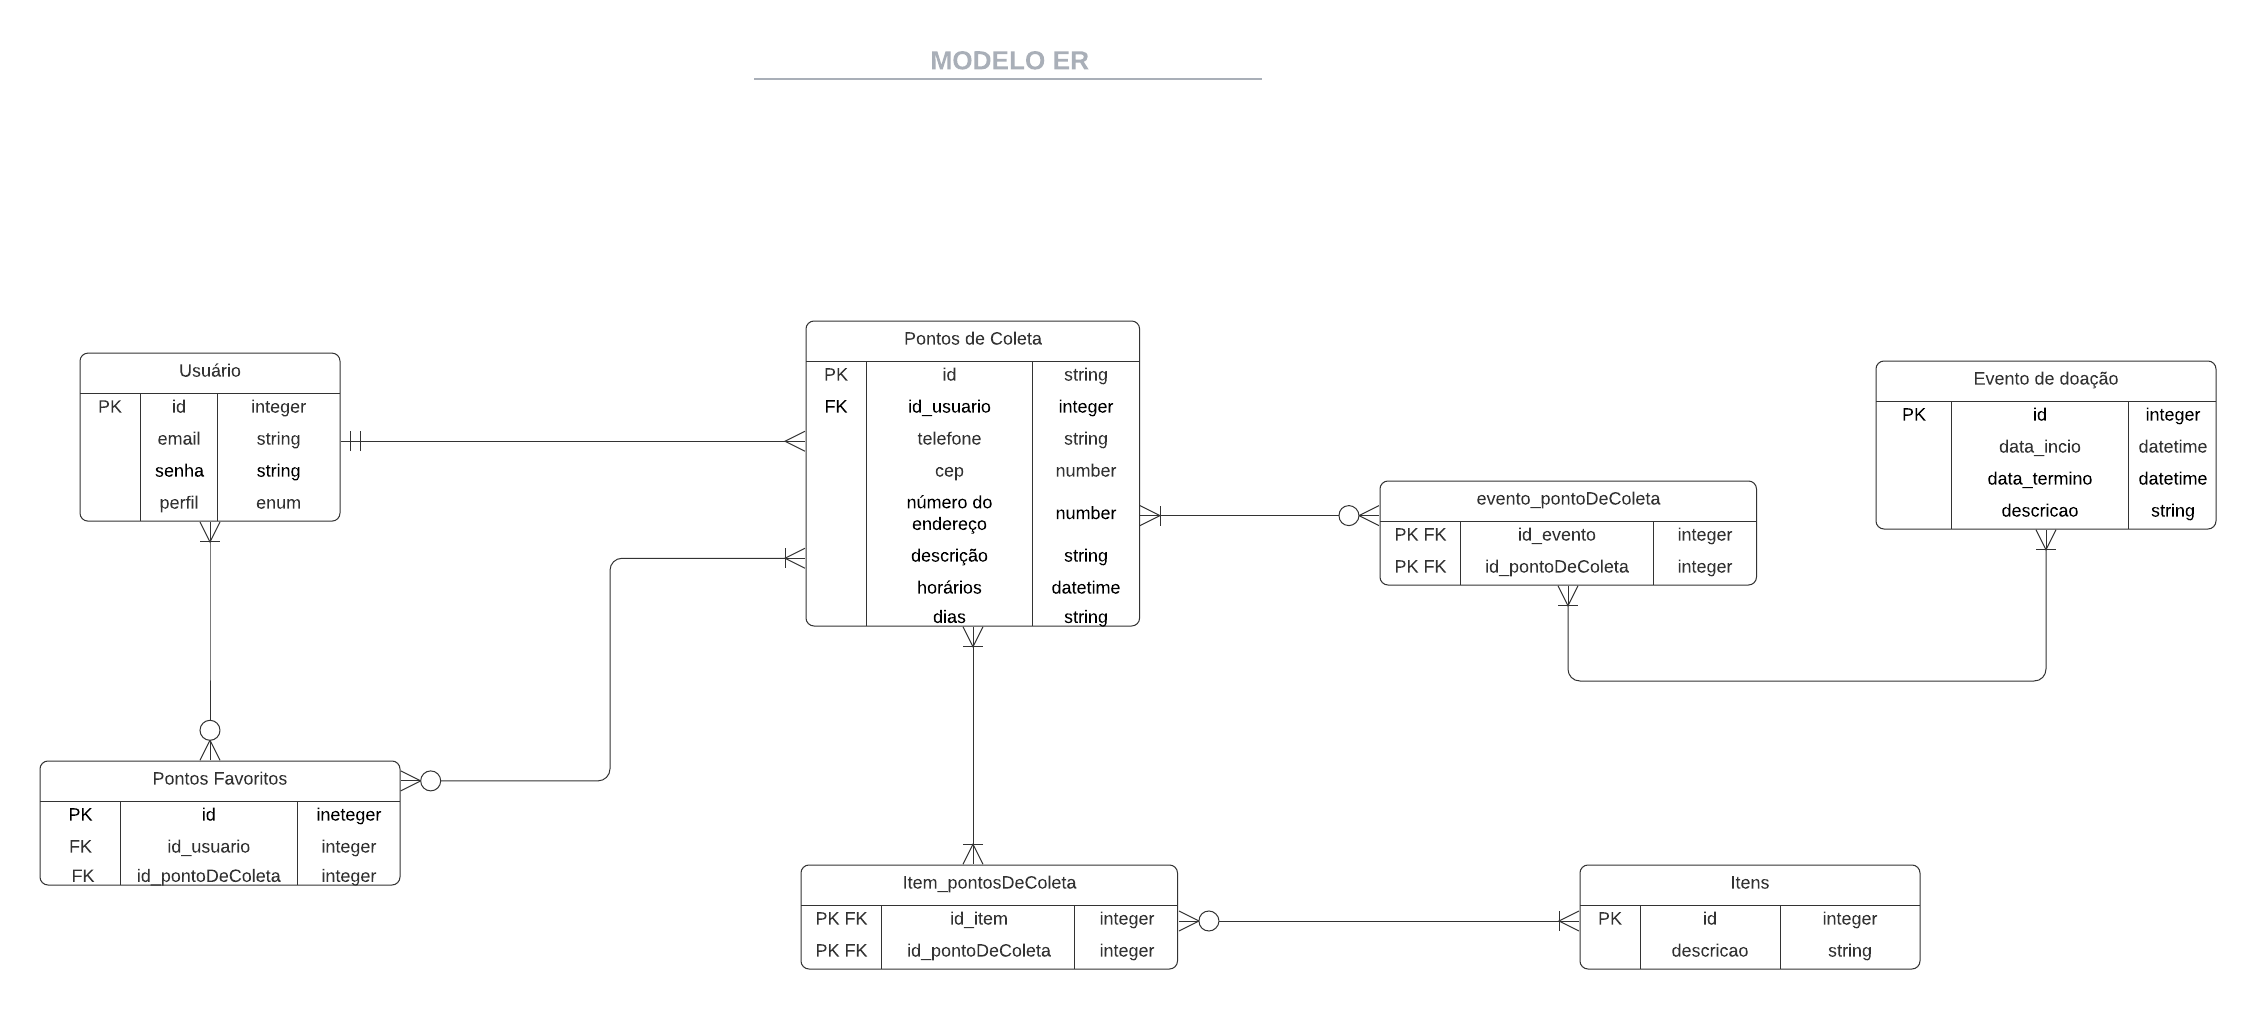 MODELO ER
Usuário
PK id integer
email string
senha string
perfil enum
Pontos de Coleta
PK id string
FK id_usuario integer
telefone string
cep number
número do
endereço number
descrição string
horários datetime
dias string
evento_pontoDeColeta
PK FK id_evento integer
PK FK id_pontoDeColeta integer
Evento de doação
PK id integer
data_incio datetime
data_termino datetime
descricao string
Pontos Favoritos
PK id ineteger
FK id_usuario integer
FK id_pontoDeColeta integer
Item_pontosDeColeta
PK FK id_item integer
PK FK id_pontoDeColeta integer
Itens
PK id integer
descricao string